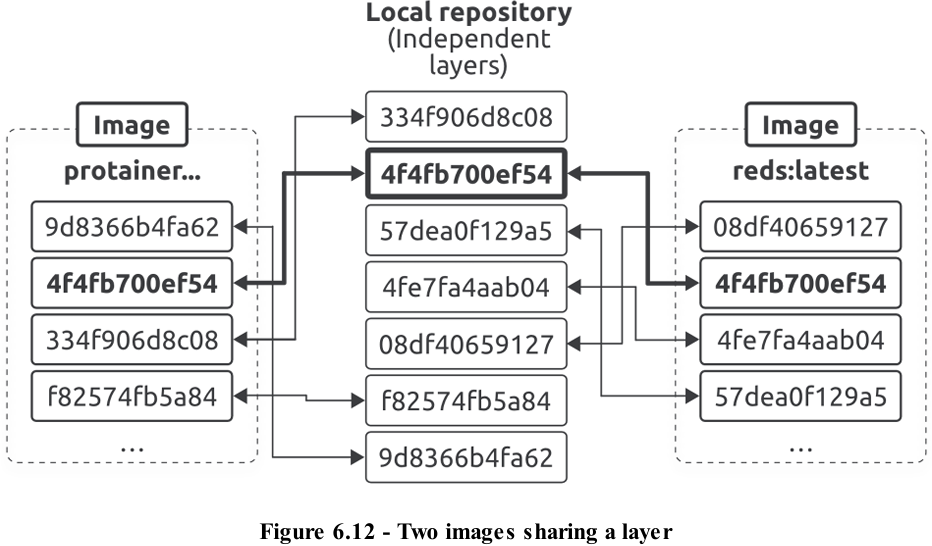 Local repository
(Independent
layers)
Image
protainer...
9d8366b4fa62
4f4fb700ef54
334f906d8c08
f82574fb5a84
...
334f906d8c08
4f4fb700ef54
57dea0f129a5
4fe7fa4aab04
08df40659127
f82574fb5a84
9d8366b4fa62
Image
reds:latest
08df40659127
4f4fb700ef54
4fe7fa4aab04
57dea0f129a5
...
Figure 6.12 - Two images sharing a layer